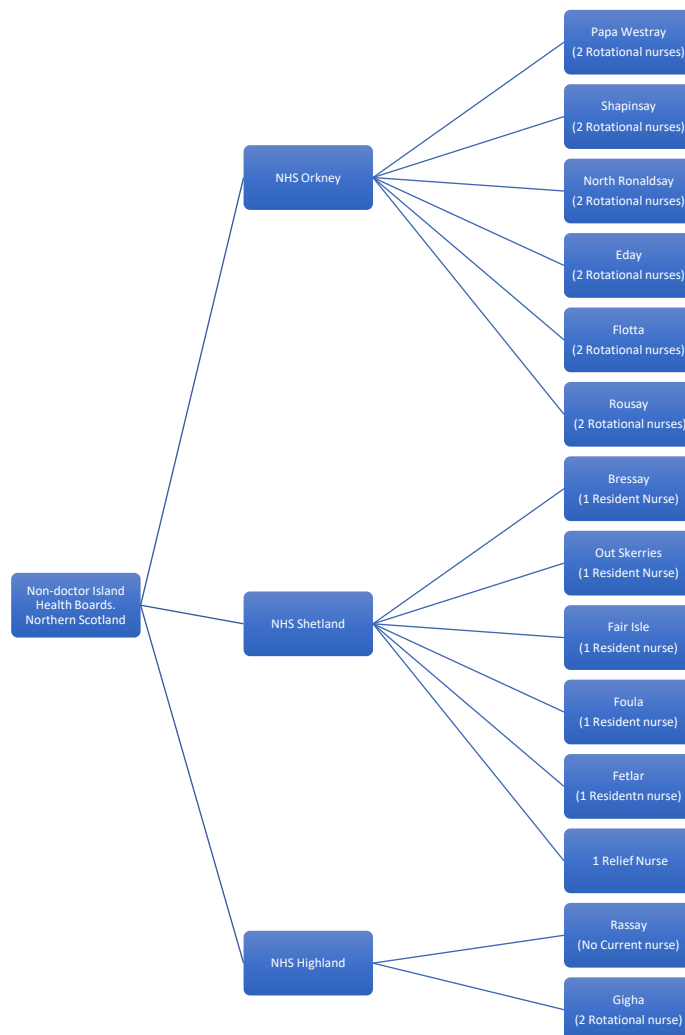 Papa Westray
(2 Rotational nurses)
Shapinsay
(2 Rotational nurses)
NHS Orkney
North Ronaldsay
(2 Rotational nurses)
Eday
(2 Rotational nurses)
Flotta
(2 Rotational nurses)
Rousay
(2 Rotational nurses)
Bressay
(1 Resident Nurse)
Out Skerries
(1 Resident Nurse)
Non-doctor Island
Health Boards.
Northern Scotland
NHS Shetland
Fair Isle
(1 Resident nurse)
Foula
(1 Resident nurse)
Fetlar
(1 Residentn nurse)
1 Relief Nurse
Rassay
(No Current nurse)
NHS Highland
Gigha
(2 Rotational nurse)